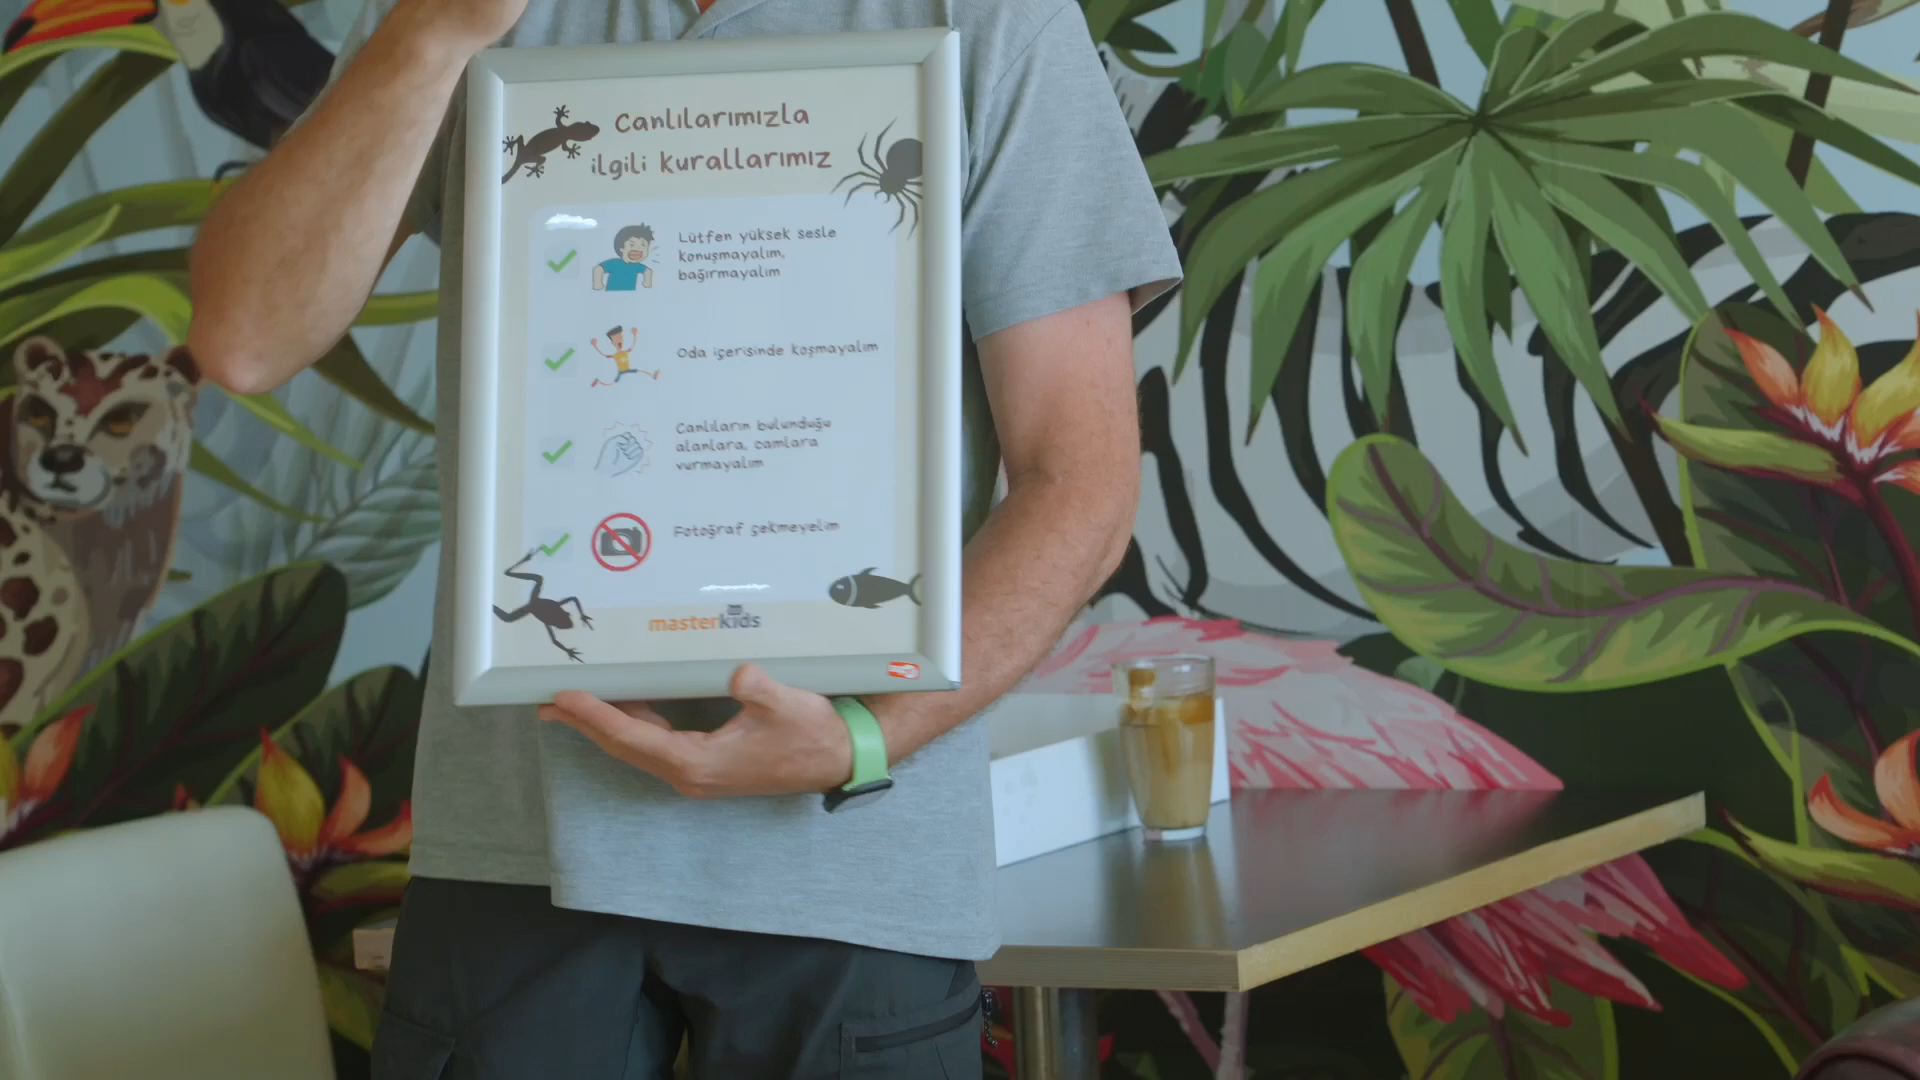 Canlılarımızla
ilgili kurallarımız
Lütfen yüksek sesle
konuşmayalım,
bağırmayalım
Oda içerisinde koşmayalım
Canlıların bulunduğu
alanlara, camlara
vurmayalım
Fotoğraf çekmeyelim
masterkids